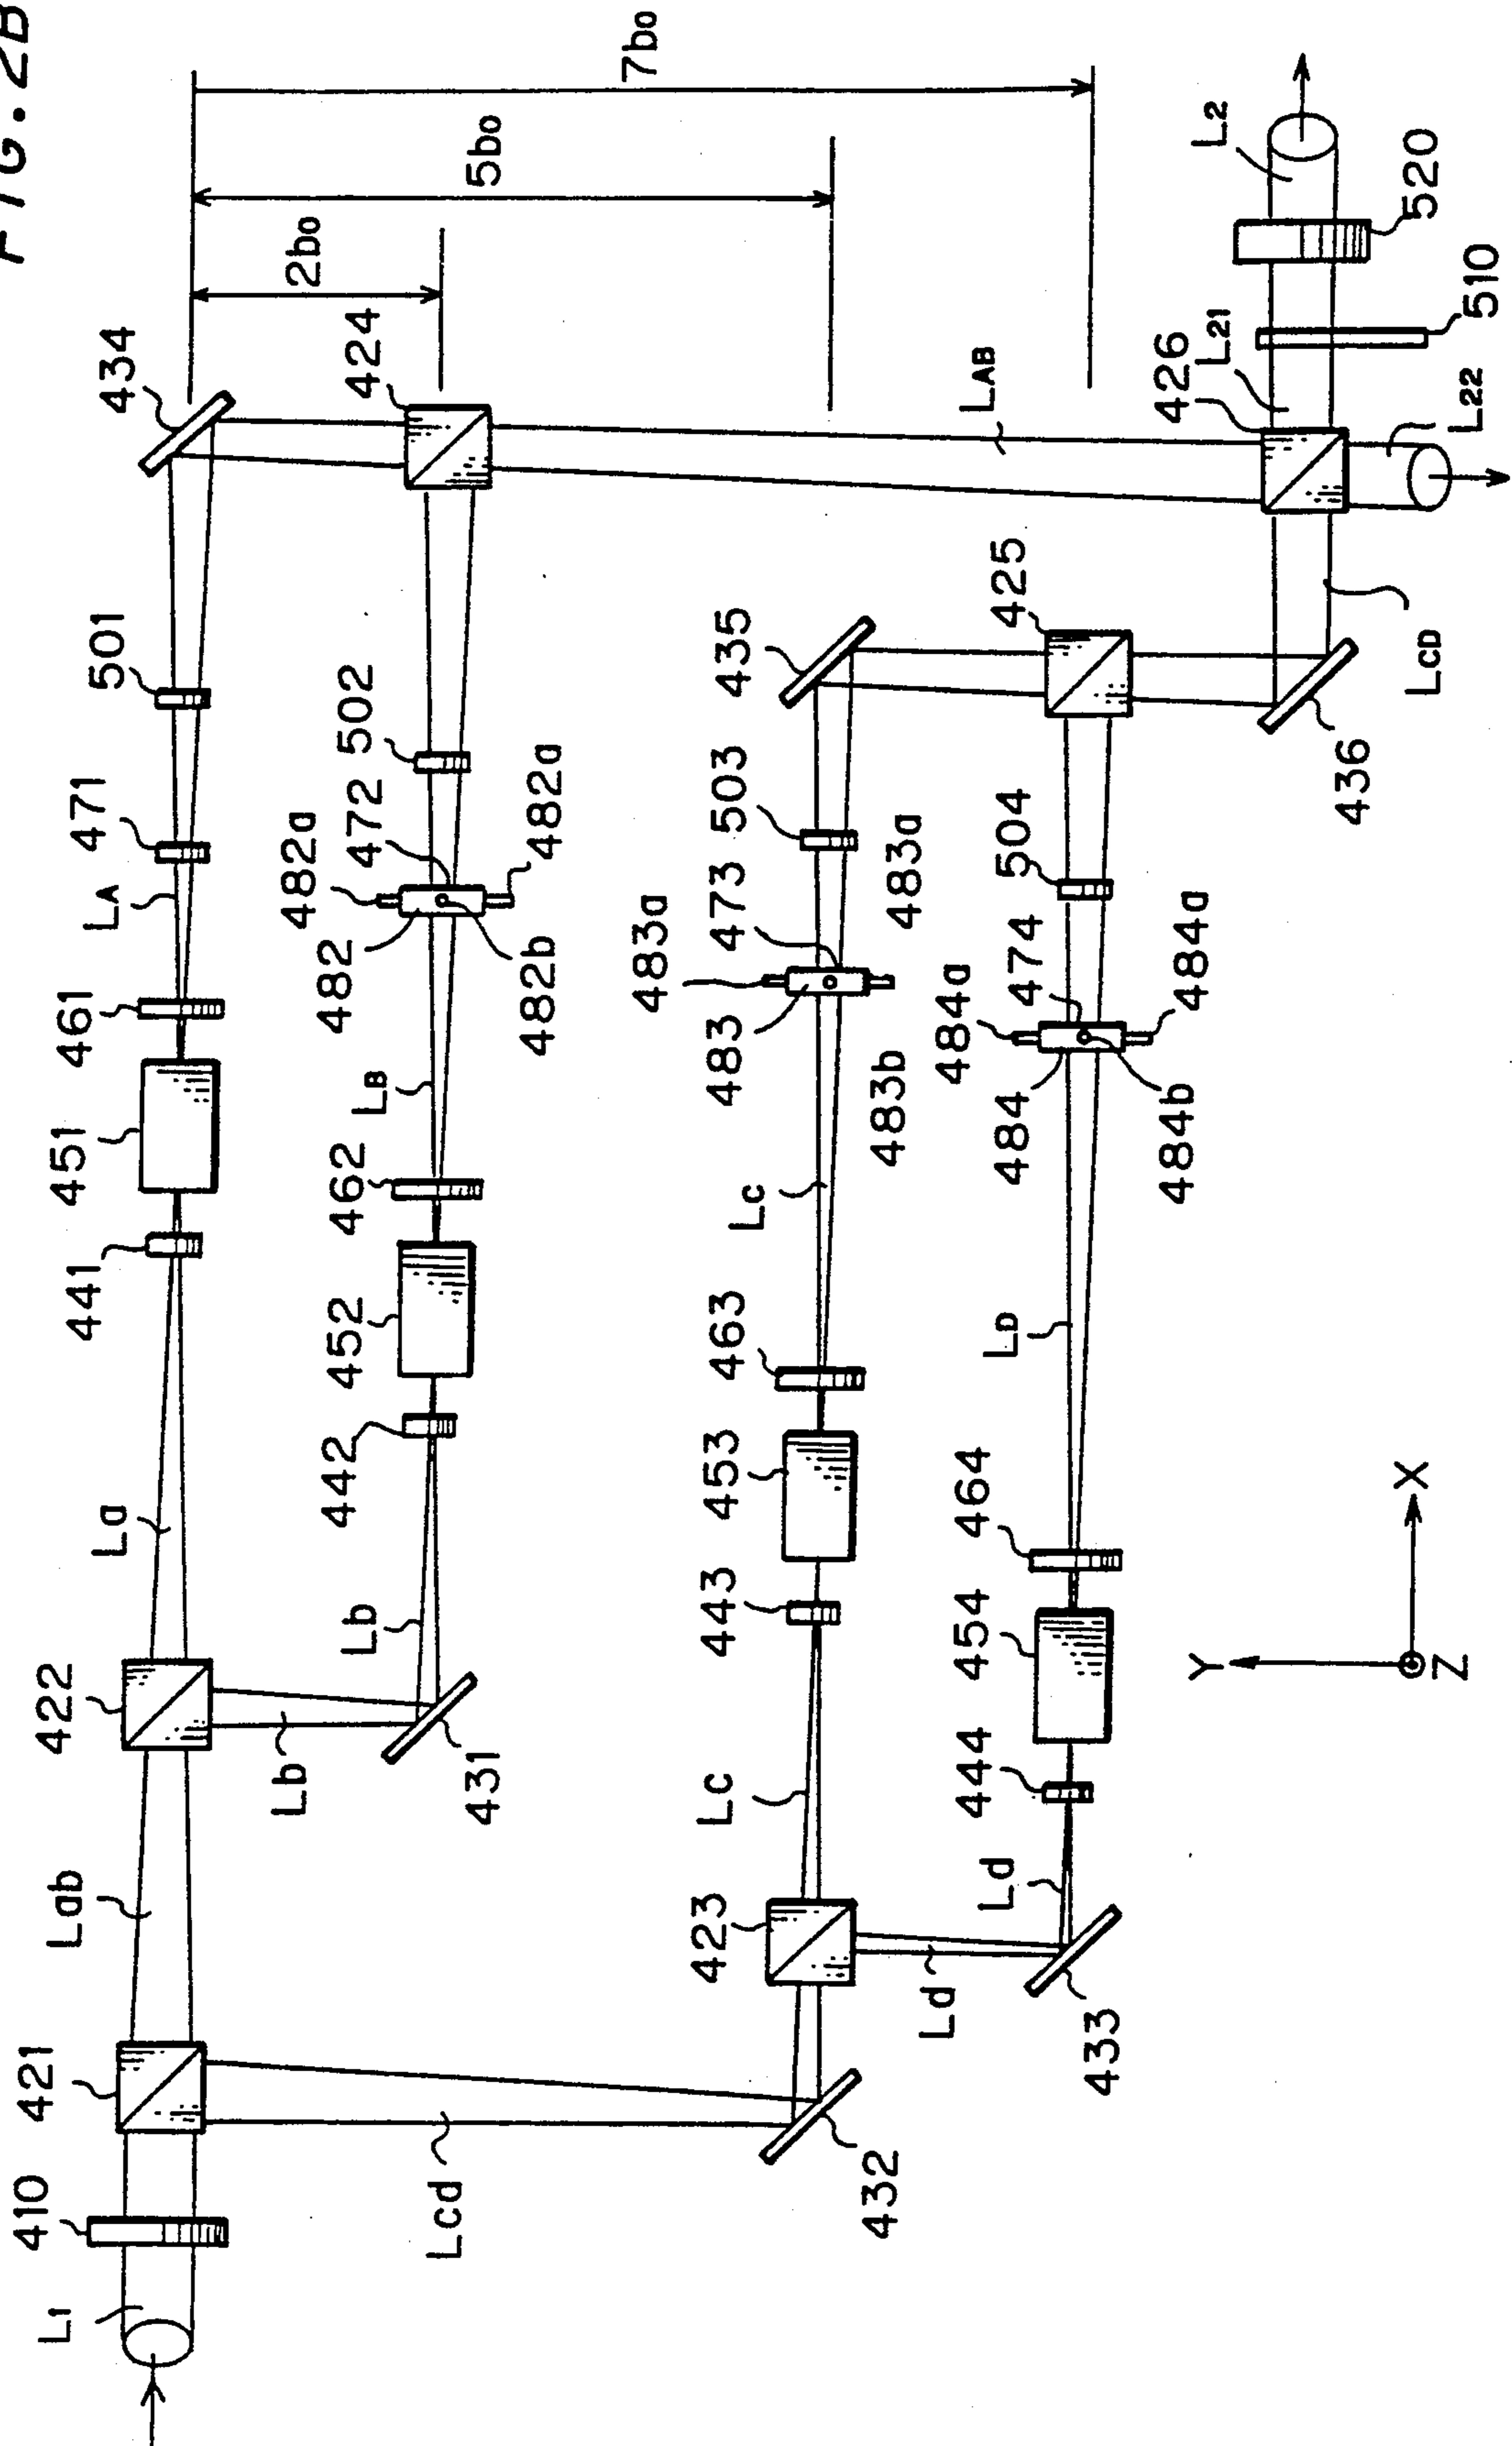 FIG.2B
434
2b0
5b0
7b0
501
471
LA
461
451
441
La
422
Lab
421
410
L1
424
502
482a
472
482a
482
482b
LB
462
452
442
Lb
Lb
431
LAB
426
L21
L2
520
510
L22
425
435
503
483a
473
483a
483
483b
Lc
463
453
443
Lc
423
Lcd
432
LCD
436
504
484a
474
484a
484
484b
LD
464
454
444
Ld
Ld
433
Y
X
Z